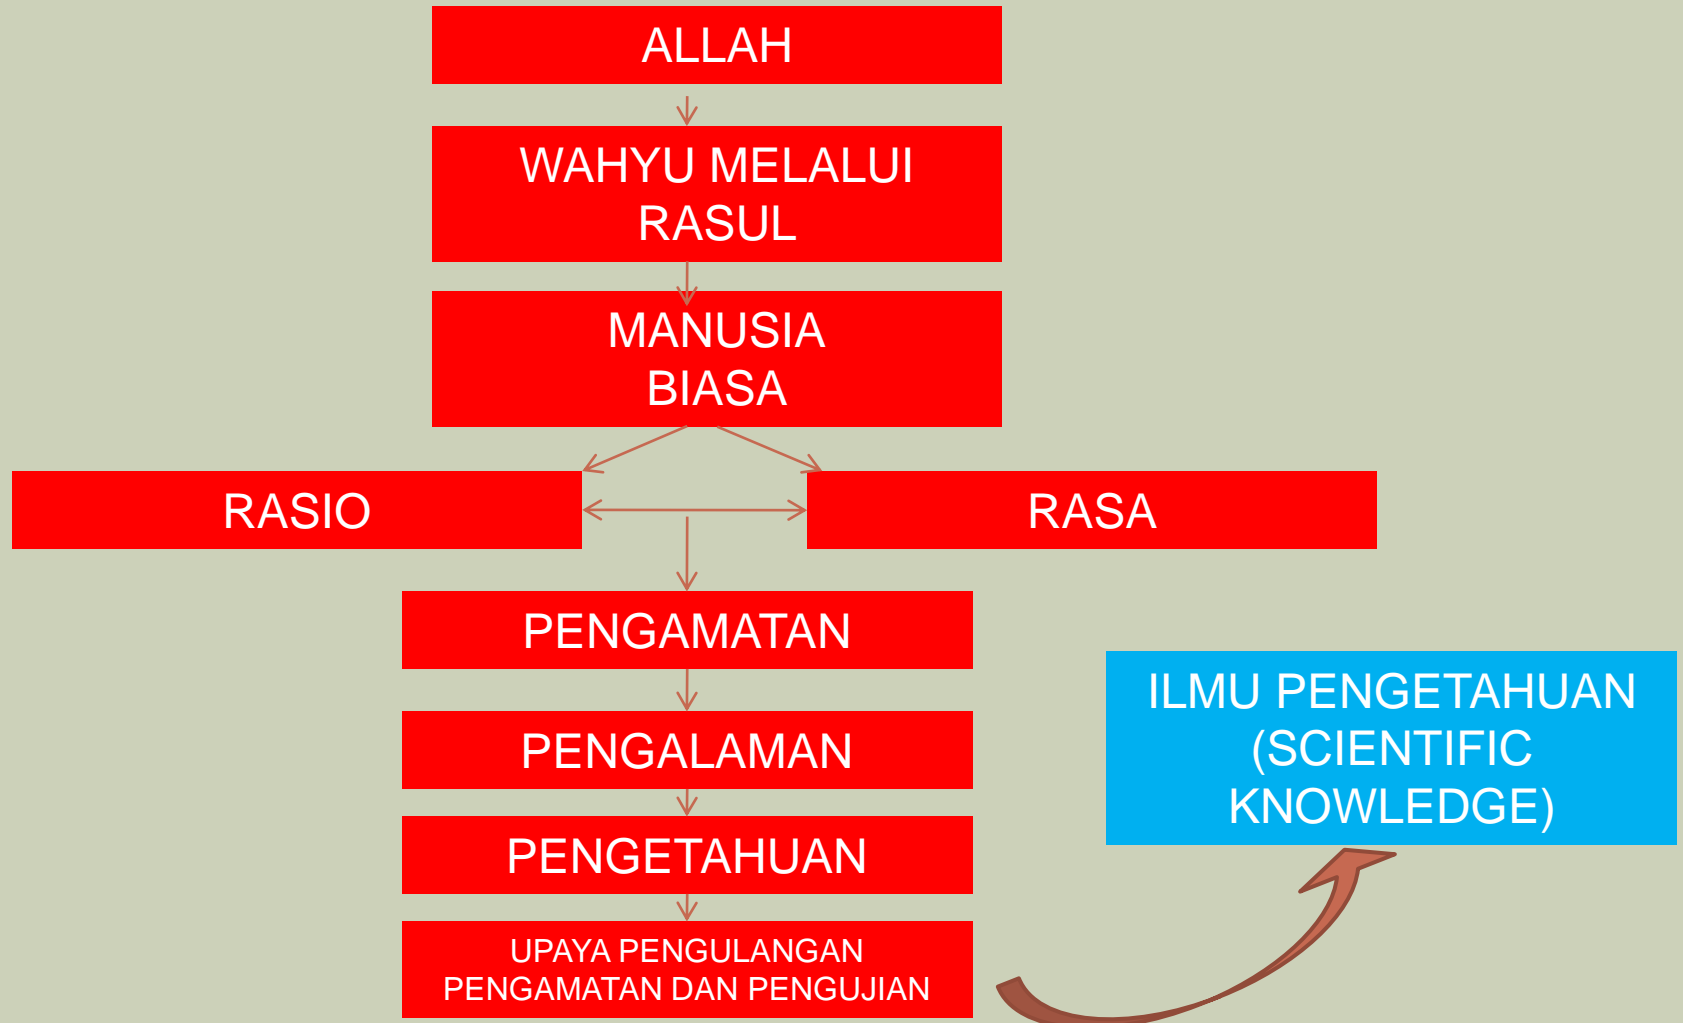 ALLAH
WAHYU MELALUI
RASUL
MANUSIA
BIASA
RASIO
RASA
PENGAMATAN
PENGALAMAN
PENGETAHUAN
UPAYA PENGULANGAN
PENGAMATAN DAN PENGUJIAN
ILMU PENGETAHUAN
(SCIENTIFIC
KNOWLEDGE)